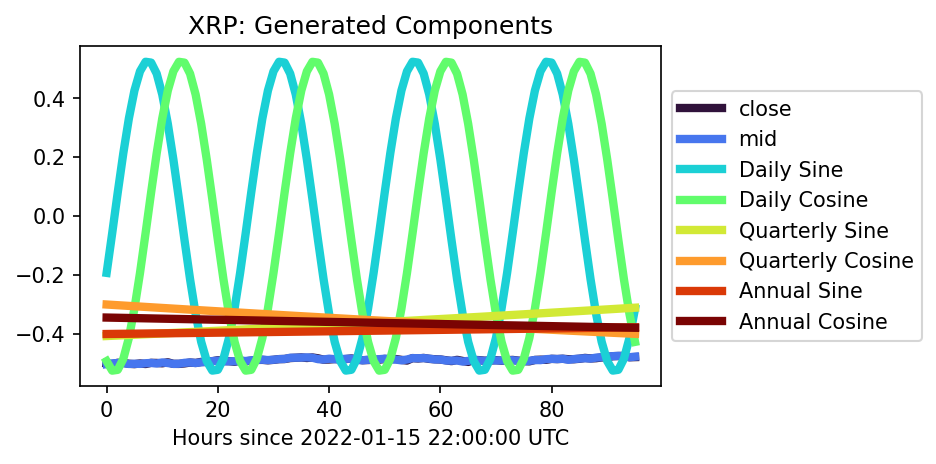 XRP: Generated Components
0.4
0.2
0.0
−0.2
−0.4
0 20 40 60 80
Hours since 2022-01-15 22:00:00 UTC
close
mid
Daily Sine
Daily Cosine
Quarterly Sine
Quarterly Cosine
Annual Sine
Annual Cosine